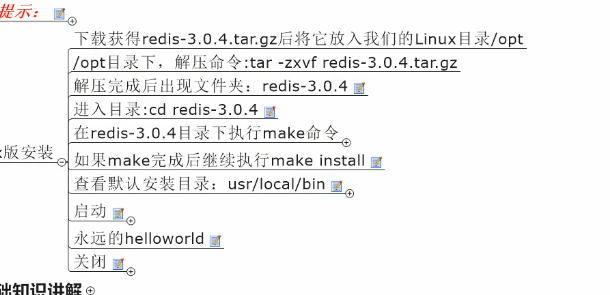 提示：
下载获得redis-3.0.4.tar.gz后将它放入我们的Linux目录/opt
/opt目录下，解压命令:tar -zxvf redis-3.0.4.tar.gz
解压完成后出现文件夹：redis-3.0.4
进入目录:cd redis-3.0.4
在redis-3.0.4目录下执行make命令
版安装
如果make完成后继续执行make install
查看默认安装目录：usr/local/bin
启动
永远的helloworld
关闭
础知识讲解